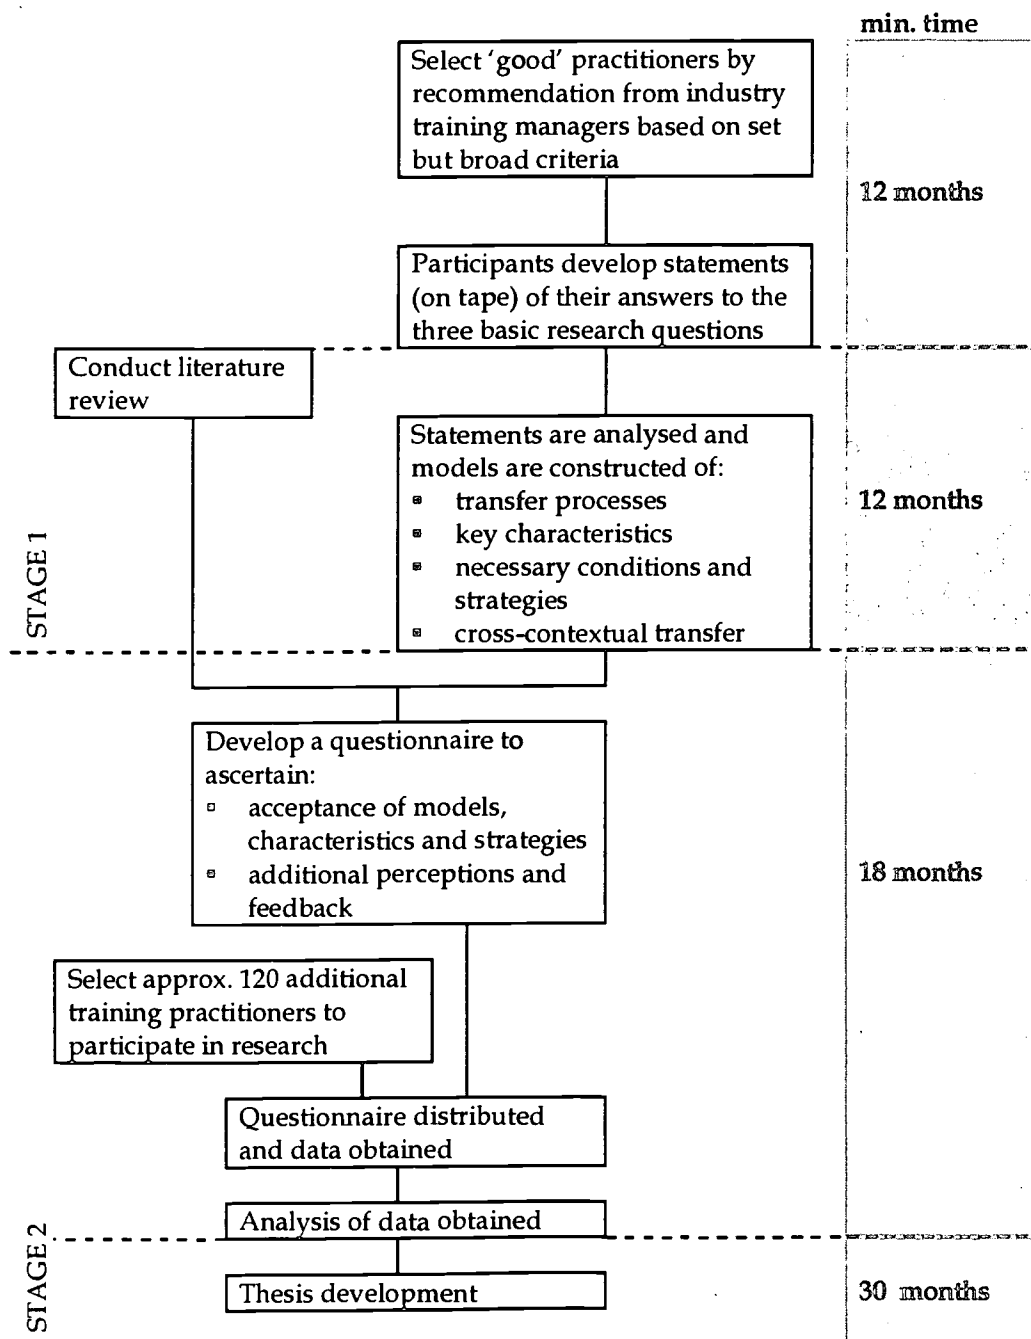 min. time
Select 'good' practitioners by
recommendation from industry
training managers based on set
but broad criteria
12 months
Participants develop statements
(on tape) of their answers to the
three basic research questions
Conduct literature
review
Statements are analysed and
models are constructed of:
transfer processes
key characteristics
necessary conditions and
strategies
cross-contextual transfer
12 months
STAGE 1
Develop a questionnaire to
ascertain:
acceptance of models,
characteristics and strategies
additional perceptions and
feedback
18 months
Select approx. 120 additional
training practitioners to
participate in research
Questionnaire distributed
and data obtained
Analysis of data obtained
STAGE 2
Thesis development
30 months